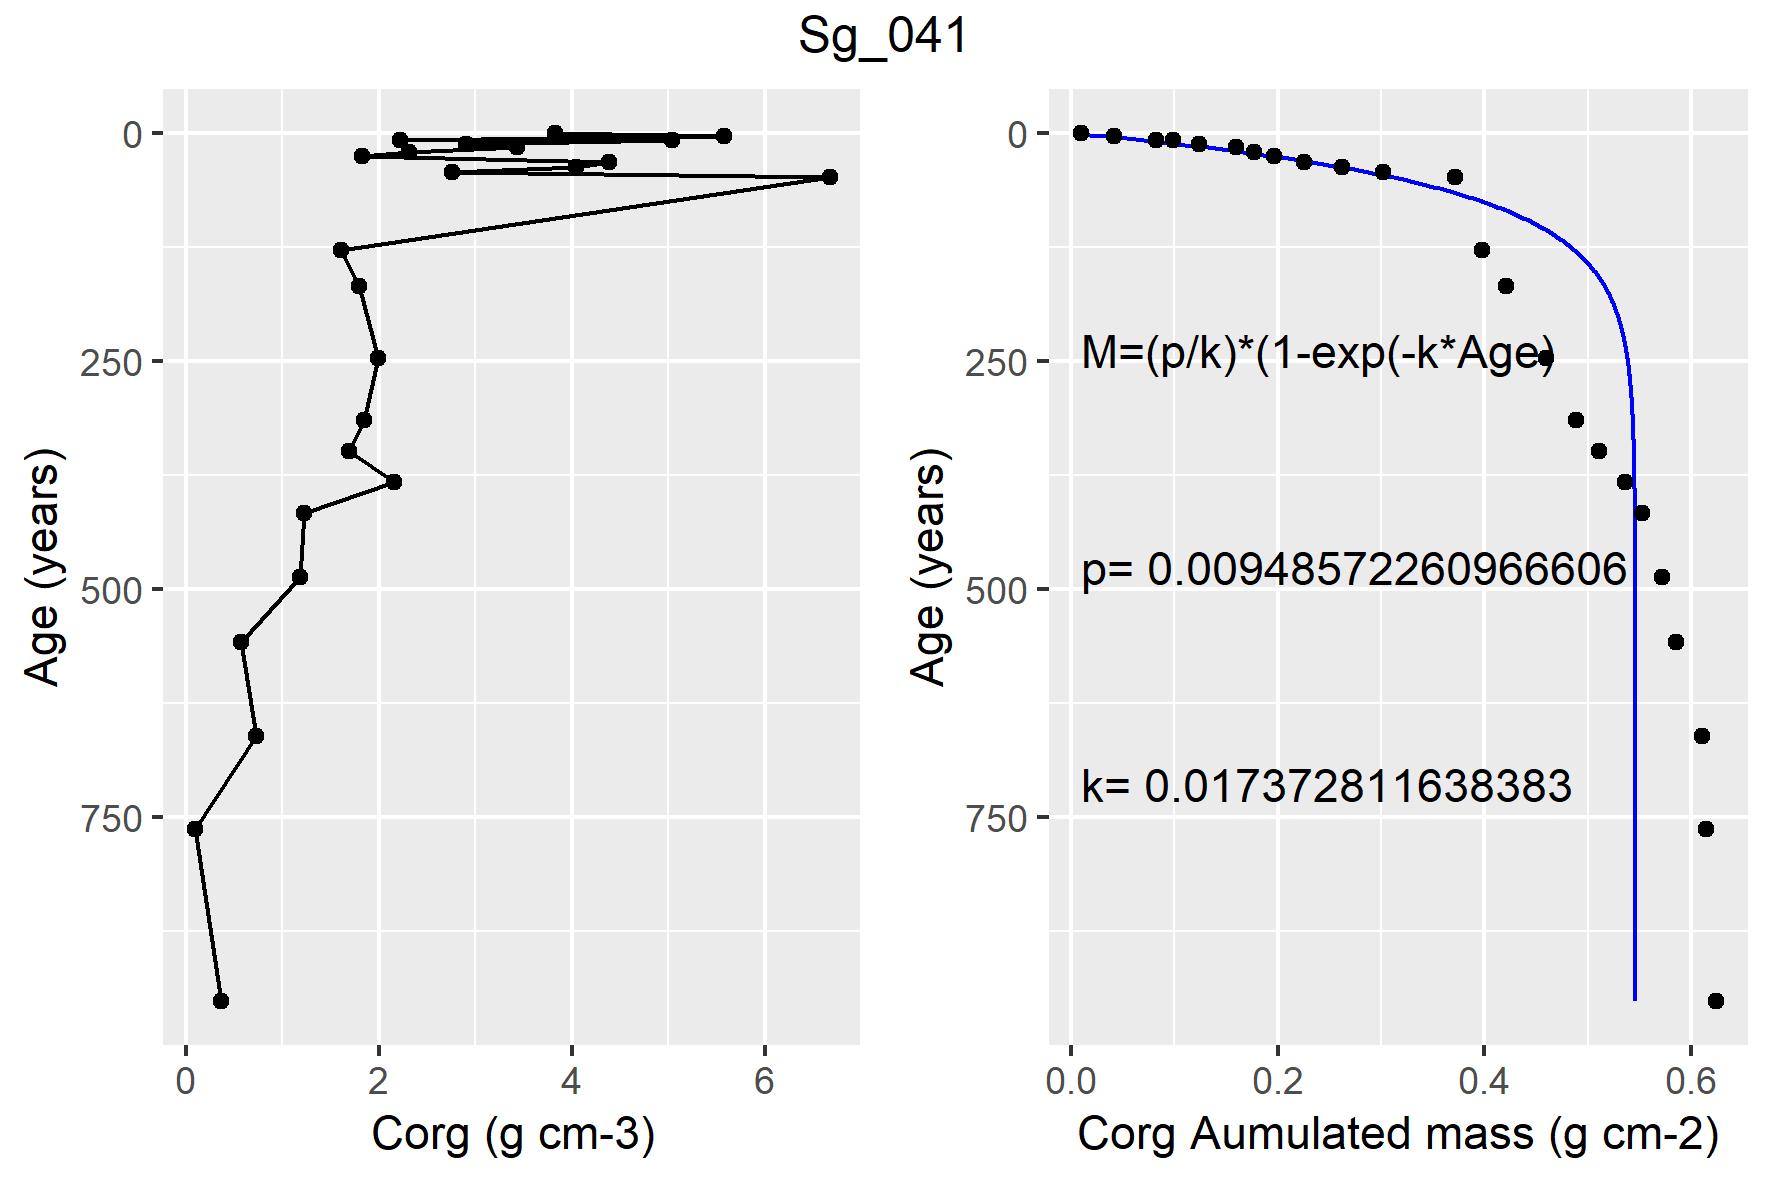 Sg_041
0
250
500
750
Age (years)
0
2
4
6
Corg (g cm-3)
0
250
500
750
Age (years)
M=(p/k)*(1-exp(-k*Age)
p= 0.00948572260966606
k= 0.017372811638383
0.0
0.2
0.4
0.6
Corg Aumulated mass (g cm-2)